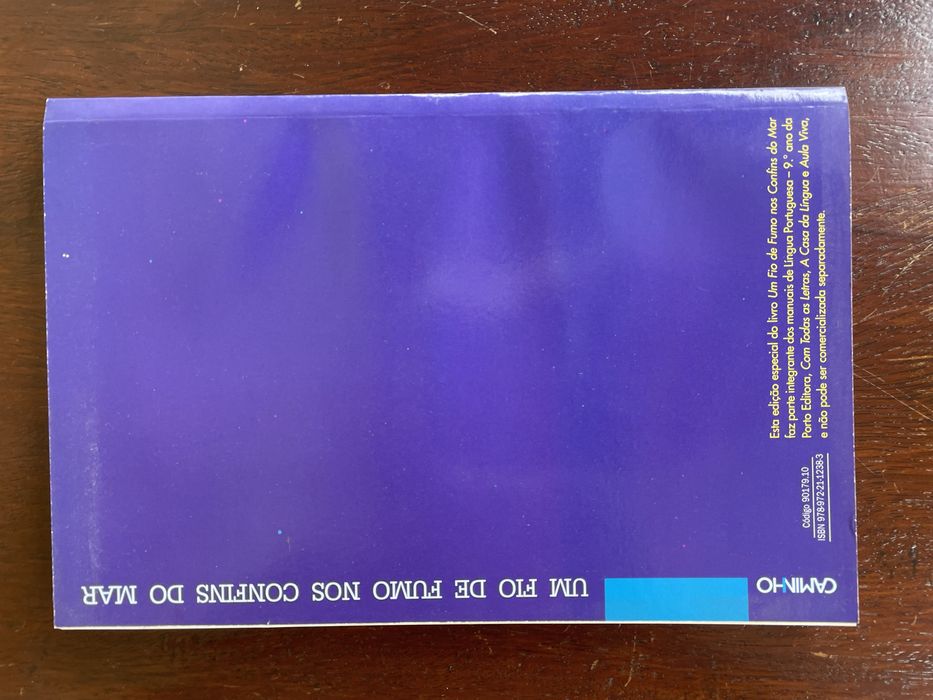 UM FIO DE FUMO NOS CONFINS DO MAR
CAMINHO
Código 90179.10
ISBN 978-972-21-1238-3
Esta edição especial do livro Um Fio de Fumo nos Confins do Mar
faz parte integrante dos manuais de Língua Portuguesa – 9.º ano da
Porto Editora, Com Todas as Letras, A Casa da Língua e Aula Viva,
e não pode ser comercializada separadamente.